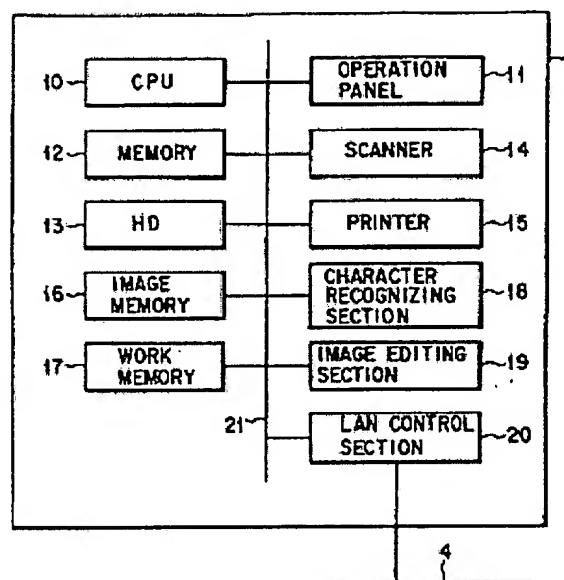 10 CPU
OPERATION
PANEL 11
12 MEMORY
SCANNER 14
13 HD
PRINTER 15
16 IMAGE
MEMORY
CHARACTER
RECOGNIZING
SECTION 18
17 WORK
MEMORY
IMAGE EDITING
SECTION 19
21
LAN CONTROL
SECTION 20
4